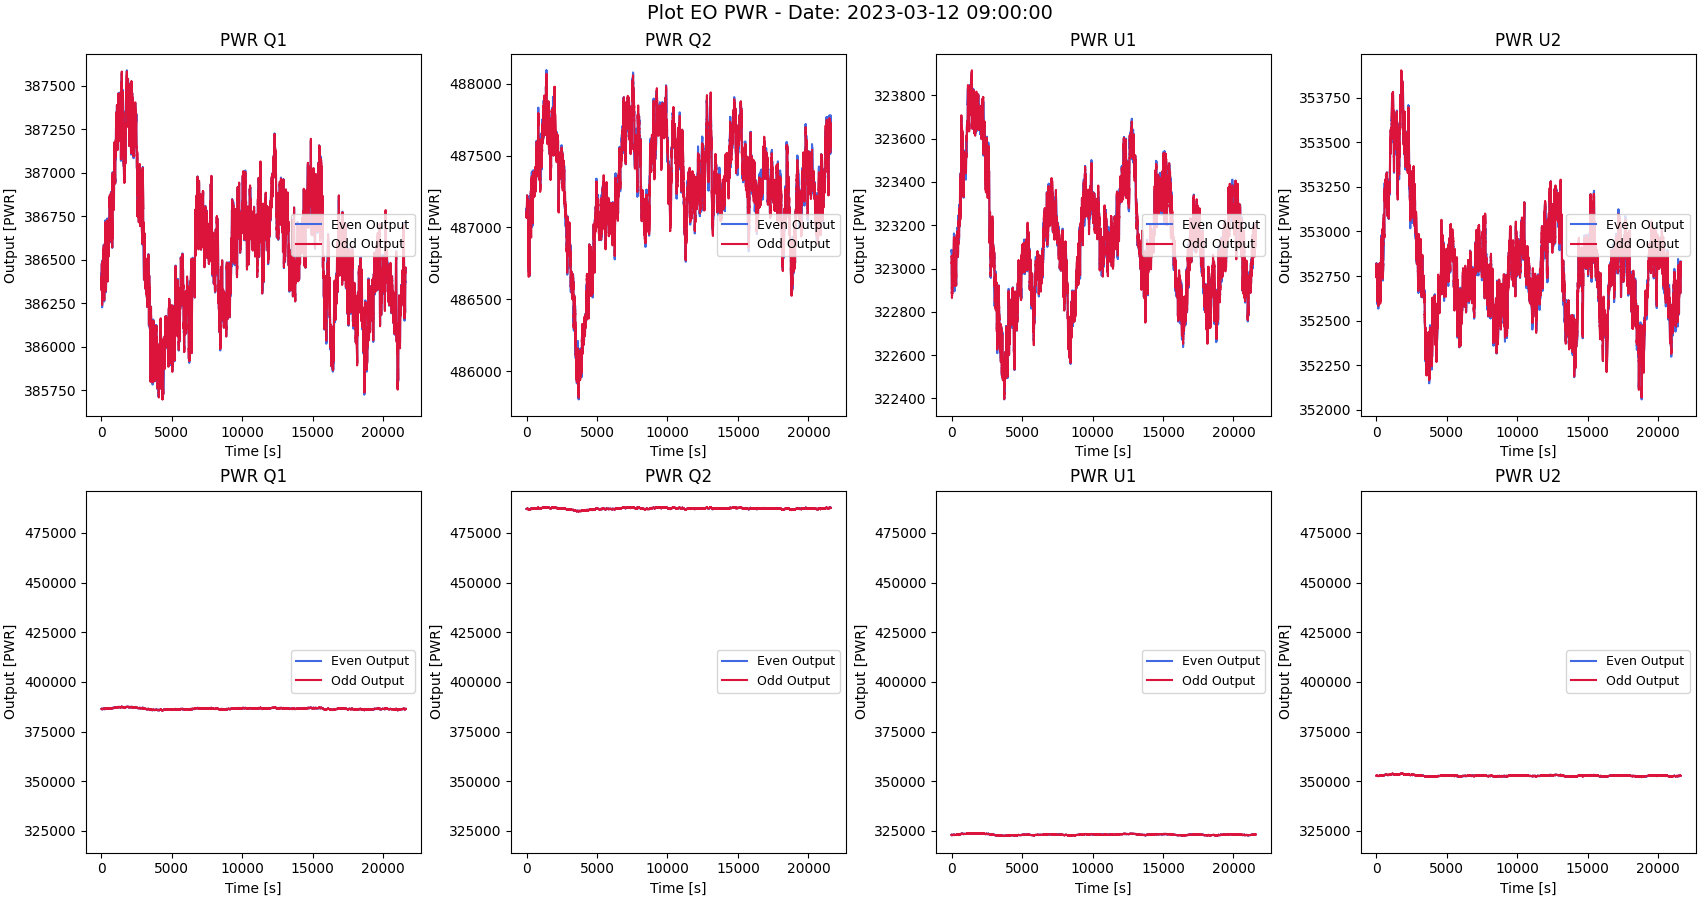 Plot EO PWR - Date: 2023-03-12 09:00:00
PWR Q1
Output [PWR]
387500
387250
387000
386750
386500
386250
386000
385750
Even Output
Odd Output
0 5000 10000 15000 20000
Time [s]
PWR Q2
Output [PWR]
488000
487500
487000
486500
486000
Even Output
Odd Output
0 5000 10000 15000 20000
Time [s]
PWR U1
Output [PWR]
323800
323600
323400
323200
323000
322800
322600
322400
Even Output
Odd Output
0 5000 10000 15000 20000
Time [s]
PWR U2
Output [PWR]
353750
353500
353250
353000
352750
352500
352250
352000
Even Output
Odd Output
0 5000 10000 15000 20000
Time [s]
PWR Q1
Output [PWR]
475000
450000
425000
400000
375000
350000
325000
Even Output
Odd Output
0 5000 10000 15000 20000
Time [s]
PWR Q2
Output [PWR]
475000
450000
425000
400000
375000
350000
325000
Even Output
Odd Output
0 5000 10000 15000 20000
Time [s]
PWR U1
Output [PWR]
475000
450000
425000
400000
375000
350000
325000
Even Output
Odd Output
0 5000 10000 15000 20000
Time [s]
PWR U2
Output [PWR]
475000
450000
425000
400000
375000
350000
325000
Even Output
Odd Output
0 5000 10000 15000 20000
Time [s]